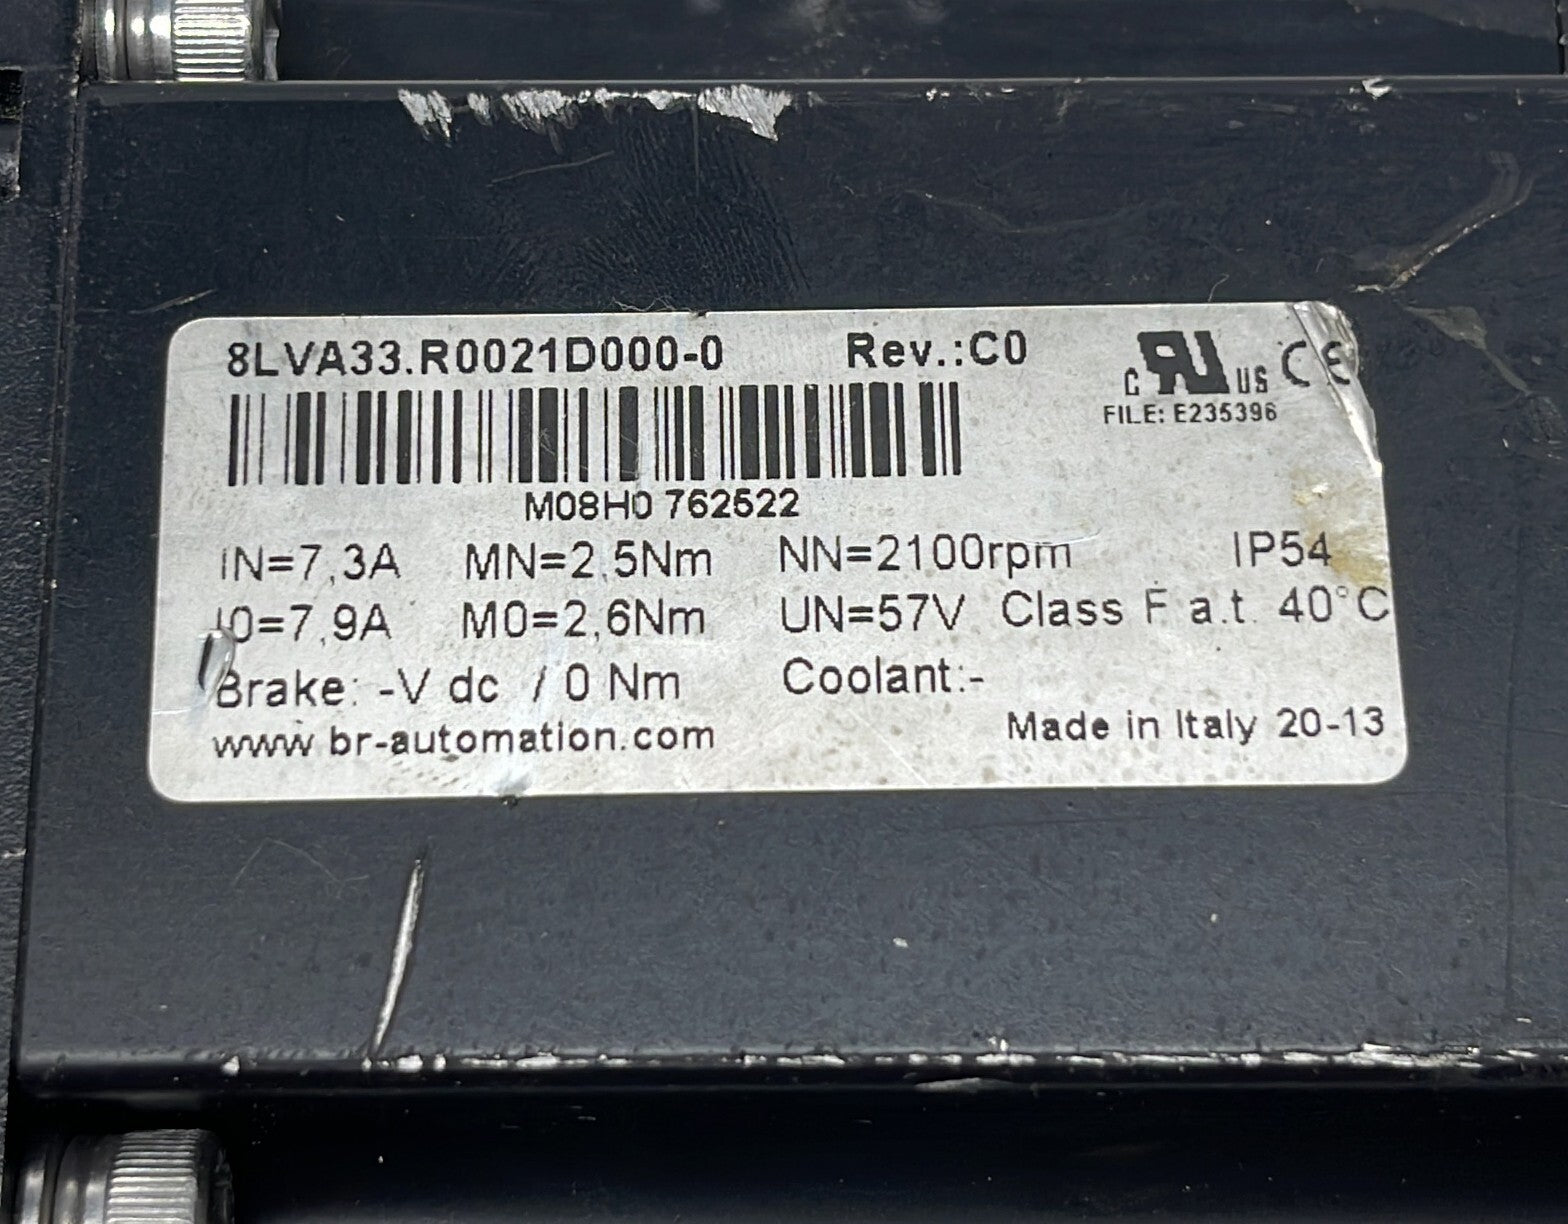 8LVA33.R0021D000-0 Rev.:C0
c RU US CE
FILE: E235396
M08H0 762522
IN=7,3A MN=2,5Nm NN=2100rpm IP54
I0=7,9A M0=2,6Nm UN=57V Class F a.t. 40°C
Brake: -V dc / 0 Nm Coolant:-
www.br-automation.com
Made in Italy 20-13